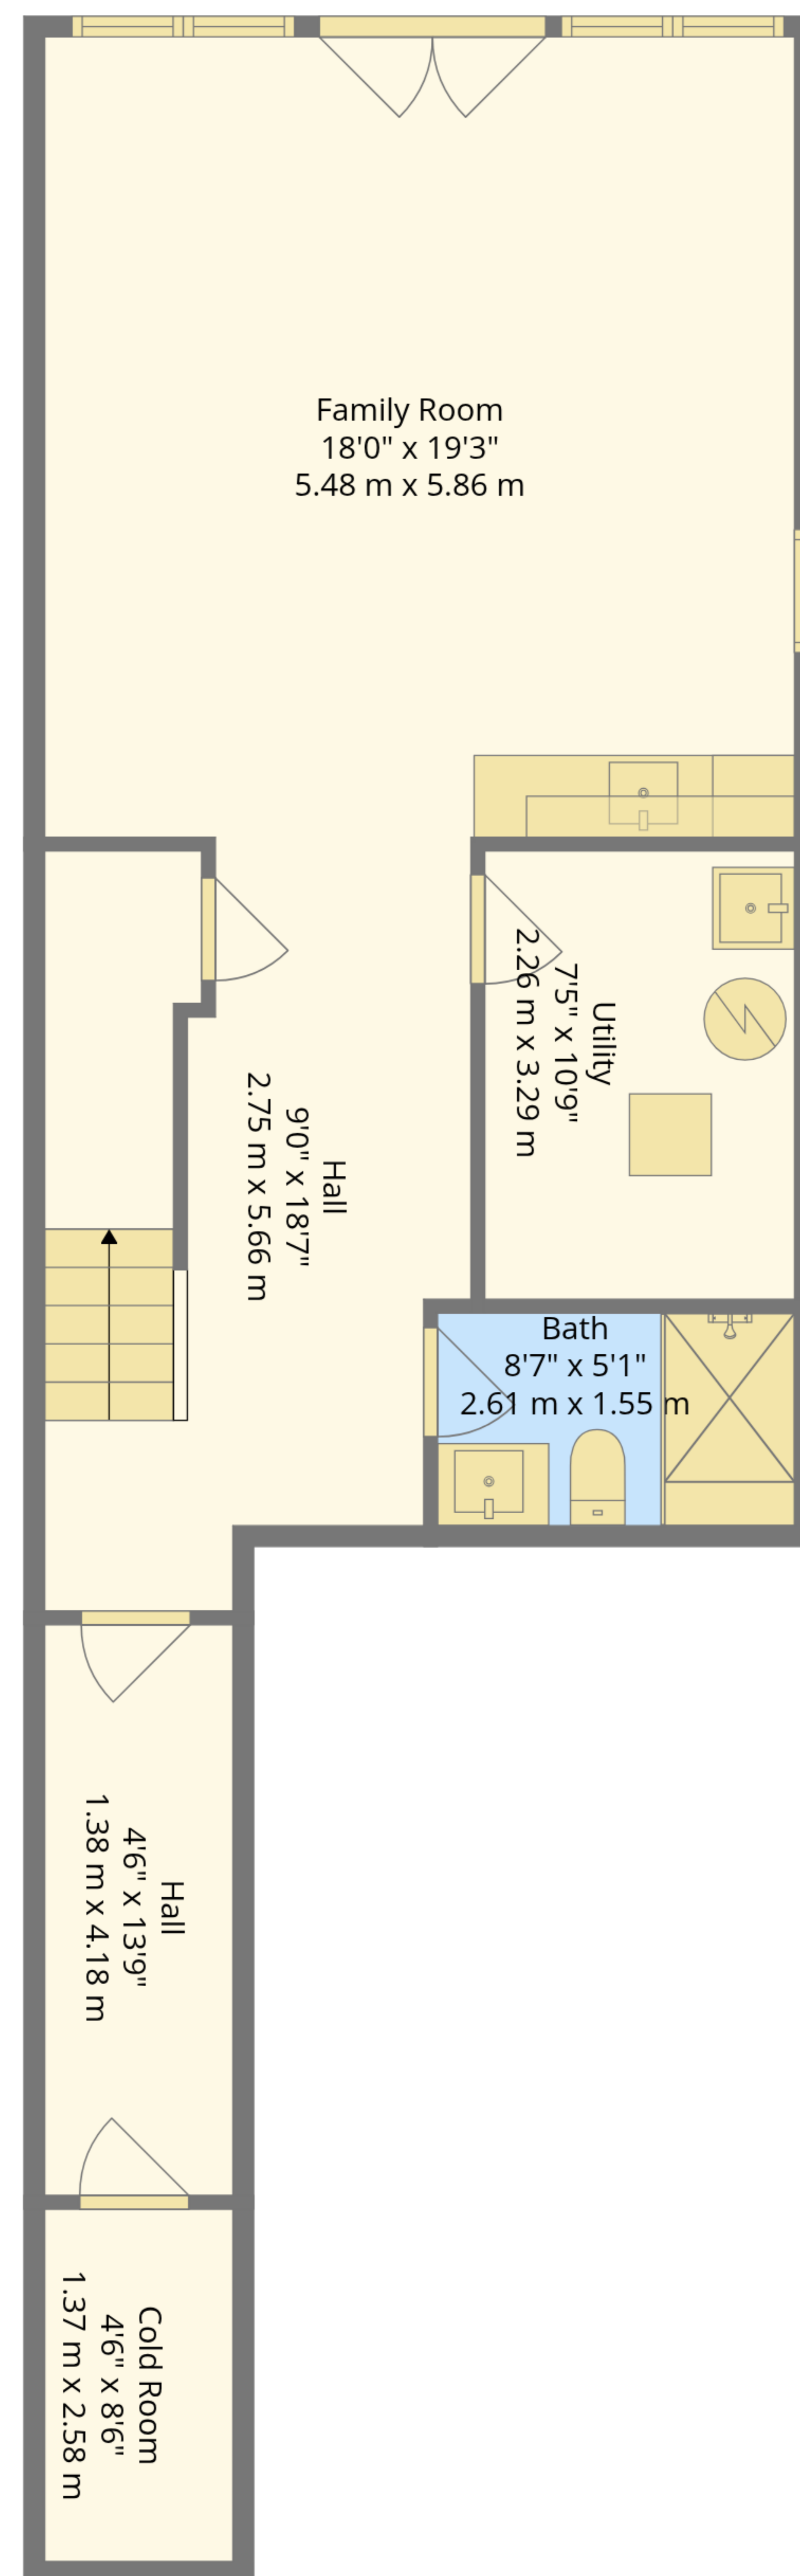 Family Room
18'0" x 19'3"
5.48 m x 5.86 m
Utility
7'5" x 10'9"
2.26 m x 3.29 m
Hall
9'0" x 18'7"
2.75 m x 5.66 m
Bath
8'7" x 5'1"
2.61 m x 1.55 m
Hall
4'6" x 13'9"
1.38 m x 4.18 m
Cold Room
4'6" x 8'6"
1.37 m x 2.58 m